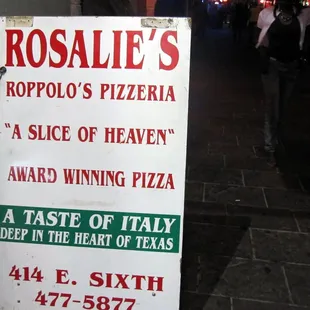 ROSALIE'S
ROPPOLO'S PIZZERIA
"A SLICE OF HEAVEN"
AWARD WINNING PIZZA
A TASTE OF ITALY
DEEP IN THE HEART OF TEXAS
414 E. SIXTH
477-5877